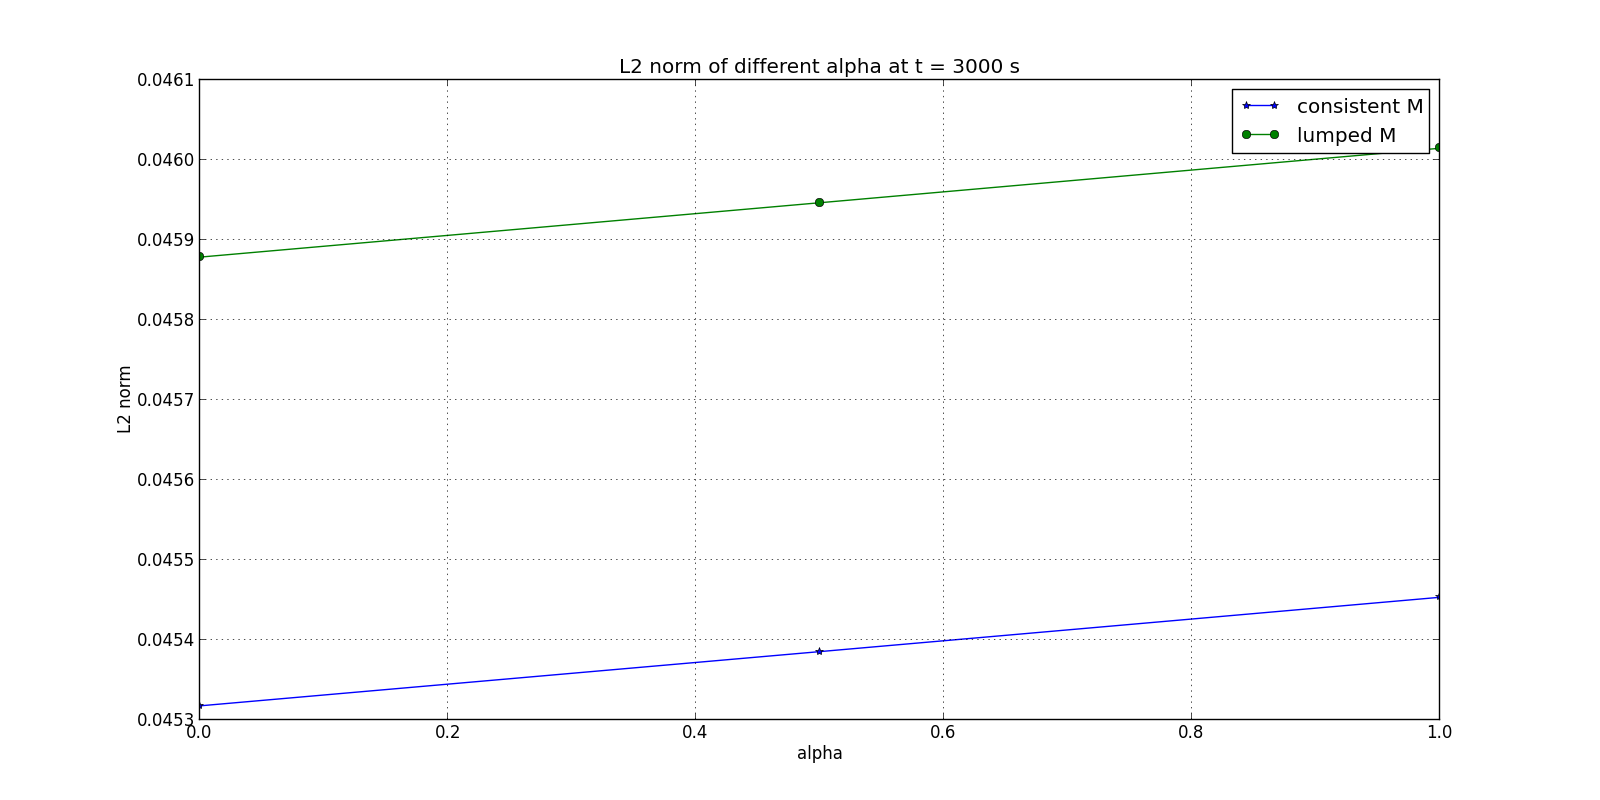 L2 norm of different alpha at t = 3000 s
0.0461
0.0460
0.0459
0.0458
0.0457
0.0456
0.0455
0.0454
0.0453
L2 norm
consistent M
lumped M
0.0 0.2 0.4 0.6 0.8 1.0
alpha